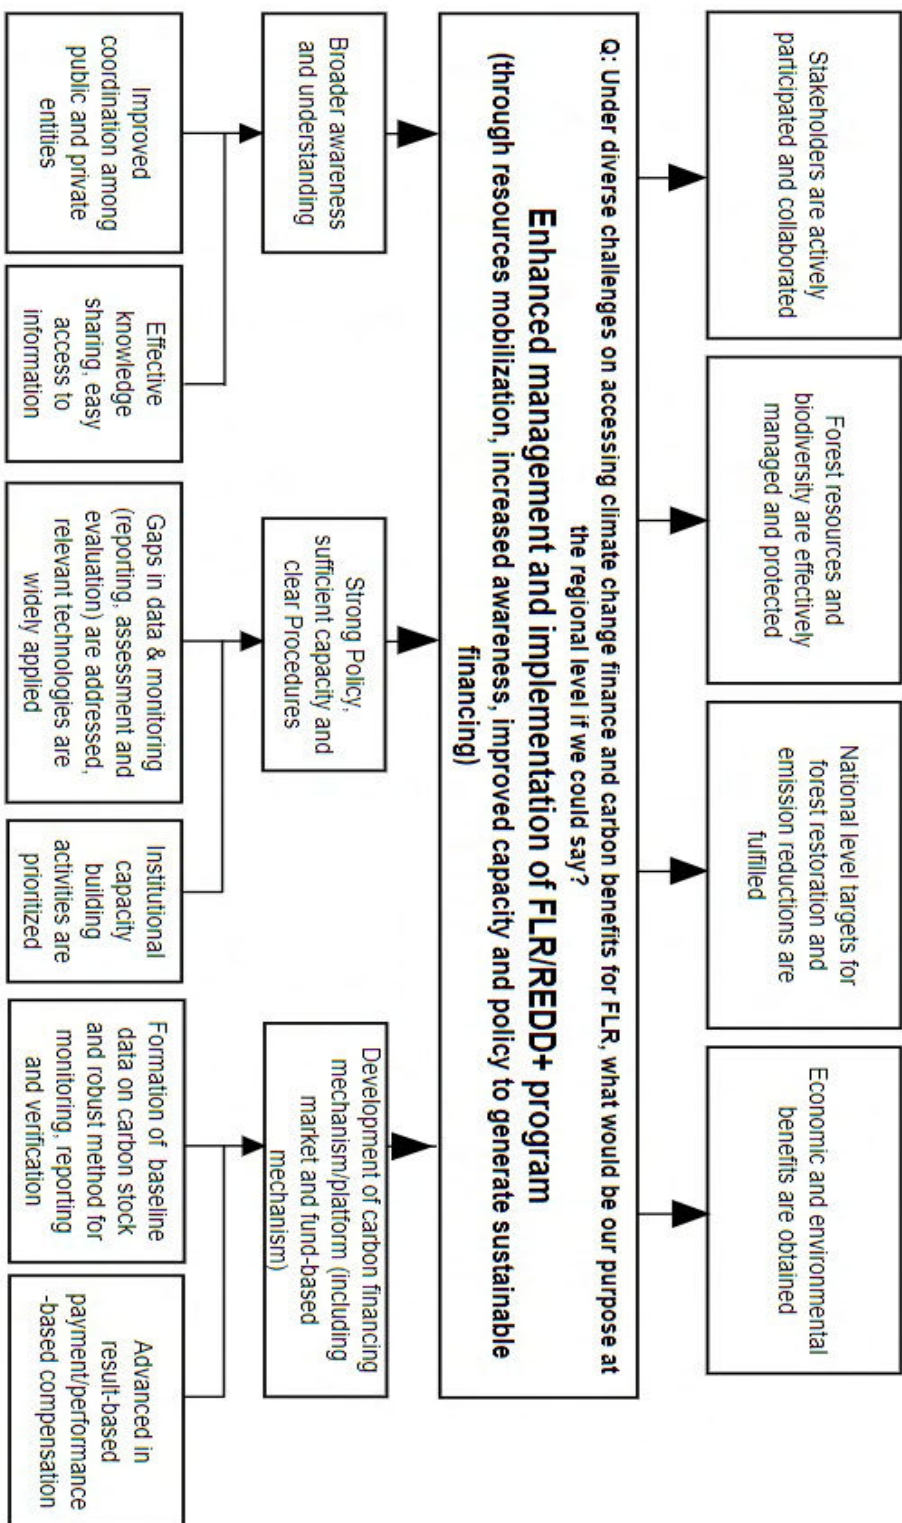 Stakeholders are actively
participated and collaborated
Forest resources and
biodiversity are effectively
managed and protected
National level targets for
forest restoration and
emission reductions are
fulfilled
Economic and environmental
benefits are obtained
Q: Under diverse challenges on accessing climate change finance and carbon benefits for FLR, what would be our purpose at
the regional level if we could say?
Enhanced management and implementation of FLR/REDD+ program
(through resources mobilization, increased awareness, improved capacity and policy to generate sustainable
financing)
Broader awareness
and understanding
Strong Policy,
sufficient capacity and
clear Procedures
Development of carbon financing
mechanism/platform (including
market and fund-based
mechanism)
Improved
coordination among
public and private
entities
Effective
knowledge
sharing, easy
access to
information
Gaps in data & monitoring
(reporting, assessment and
evaluation) are addressed,
relevant technologies are
widely applied
Institutional
capacity
building
activities are
prioritized
Formation of baseline
data on carbon stock
and robust method for
monitoring, reporting
and verification
Advanced in
result-based
payment/performance
-based compensation